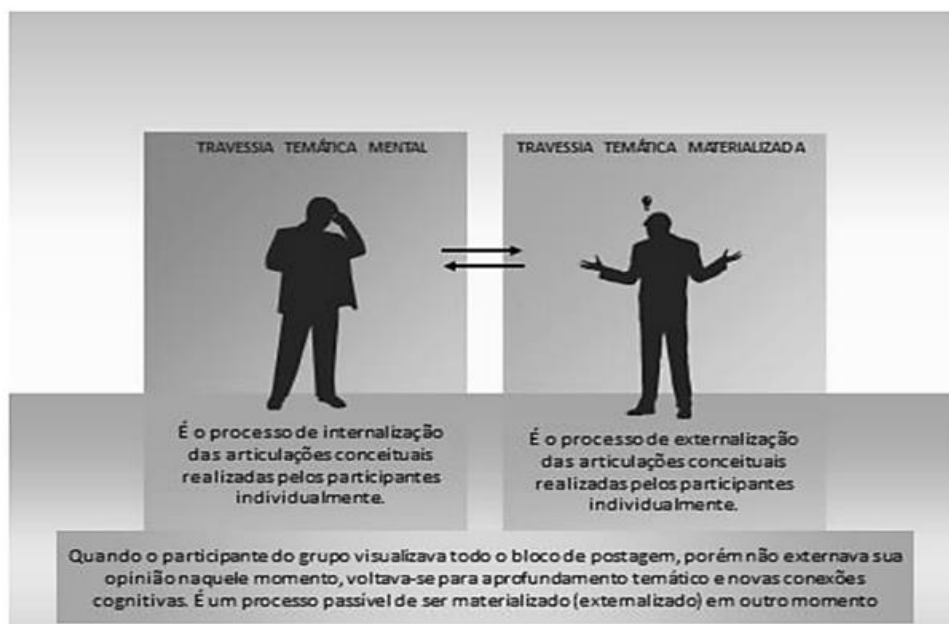 TRAVESSIA TEMÁTICA MENTAL
TRAVESSIA TEMÁTICA MATERIALIZADA
É o processo de internalização
das articulações conceituais
realizadas pelos participantes
individualmente.
É o processo de externalização
das articulações conceituais
realizadas pelos participantes
individualmente.
Quando o participante do grupo visualizava todo o bloco de postagem, porém não externava sua
opinião naquele momento, voltava-se para aprofundamento temático e novas conexões
cognitivas. É um processo passível de ser materializado (externalizado) em outro momento